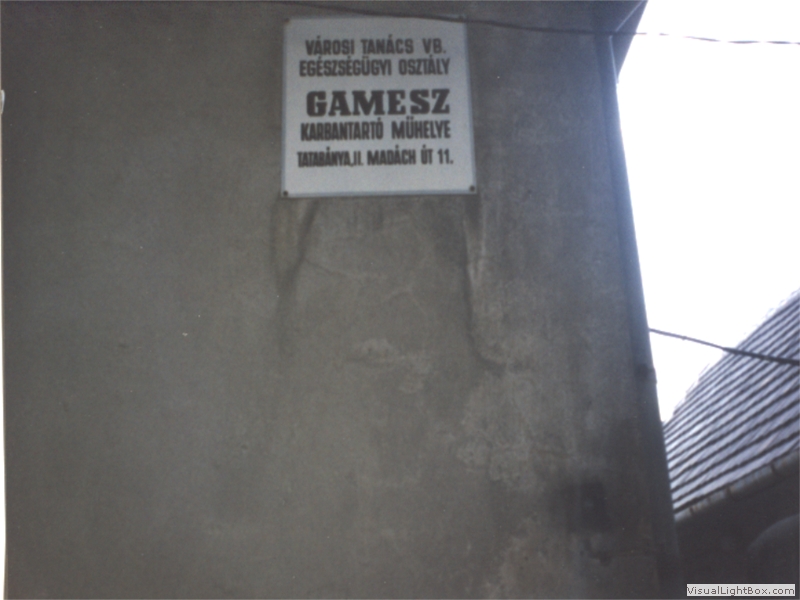 VÁROSI TANÁCS VB.
EGÉSZSÉGÜGYI OSZTÁLY
GAMESZ
KARBANTARTÓ MŰHELYE
TATABÁNYA,II. MADÁCH ÚT 11.
VisualLightBox.com